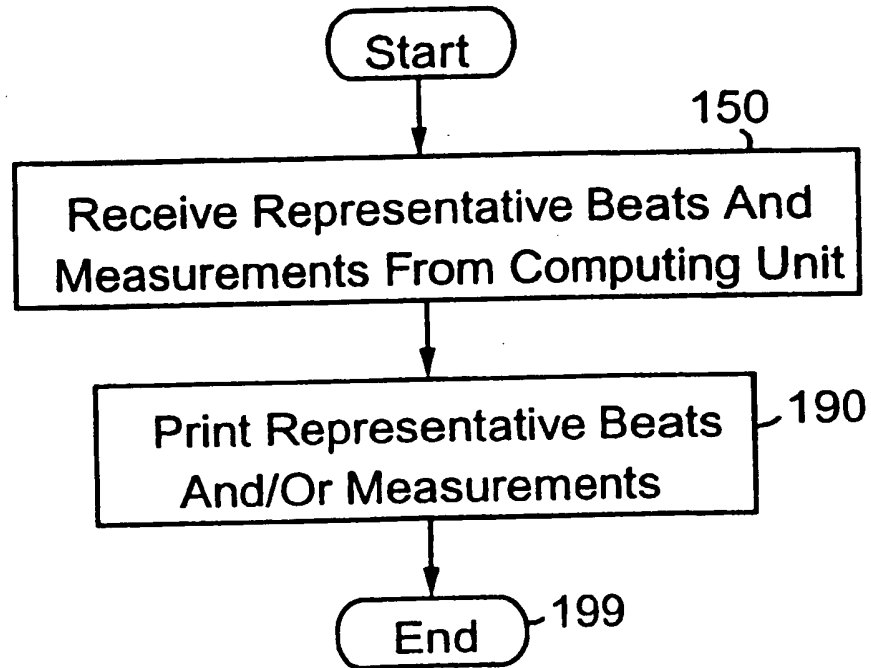 Start
150
Receive Representative Beats And
Measurements From Computing Unit
Print Representative Beats
And/Or Measurements
190
End
199